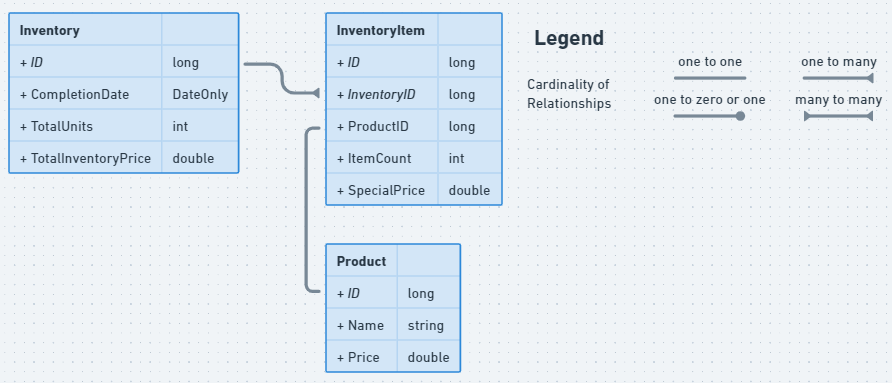 Inventory
+ ID long
+ CompletionDate DateOnly
+ TotalUnits int
+ TotalInventoryPrice double
InventoryItem
+ ID long
+ InventoryID long
+ ProductID long
+ ItemCount int
+ SpecialPrice double
Product
+ ID long
+ Name string
+ Price double
Legend
Cardinality of
Relationships
one to one
one to many
one to zero or one
many to many